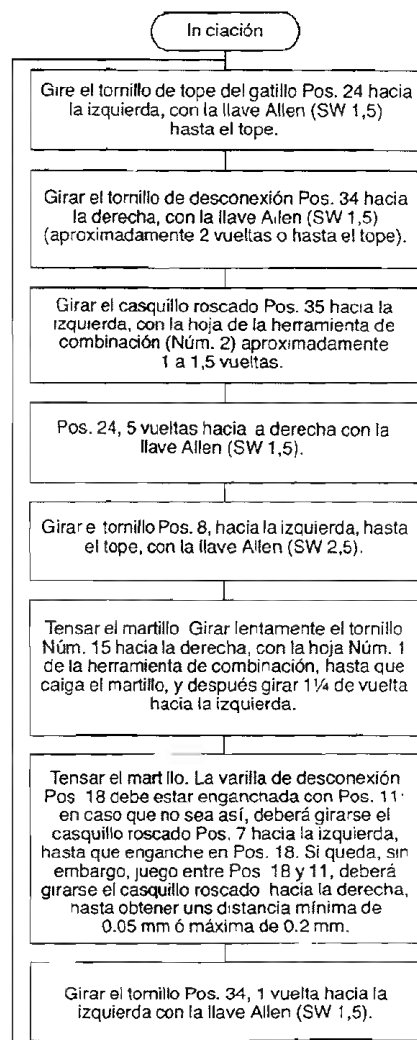 In ciación
Gire el tornillo de tope del gatillo Pos. 24 hacia
la izquierda, con la llave Allen (SW 1,5)
hasta el tope.
Girar el tornillo de desconexión Pos. 34 hacia
la derecha, con la llave Allen (SW 1,5)
(aproximadamente 2 vueltas o hasta el tope).
Girar el casquillo roscado Pos. 35 hacia la
izquierda, con la hoja de la herramienta de
combinación (Núm. 2) aproximadamente
1 a 1,5 vueltas.
Pos. 24, 5 vueltas hacia a derecha con la
llave Allen (SW 1,5).
Girar e tornillo Pos. 8, hacia la izquierda, hasta
el tope, con la llave Allen (SW 2,5).
Tensar el martillo Girar lentamente el tornillo
Núm. 15 hacia la derecha, con la hoja Núm. 1
de la herramienta de combinación, hasta que
caiga el martillo, y después girar 1¼ de vuelta
hacia la izquierda.
Tensar el mart llo. La varilla de desconexión
Pos 18 debe estar enganchada con Pos. 11·
en caso que no sea así, deberá girarse el
casquillo roscado Pos. 7 hacia la izquierda,
hasta que enganche en Pos. 18. Si queda, sin
embargo, juego entre Pos 18 y 11, deberá
girarse el casquillo roscado hacia la derecha,
hasta obtener uns distancia mínima de
0.05 mm ó máxima de 0.2 mm.
Girar el tornillo Pos. 34, 1 vuelta hacia la
izquierda con la llave Allen (SW 1,5).